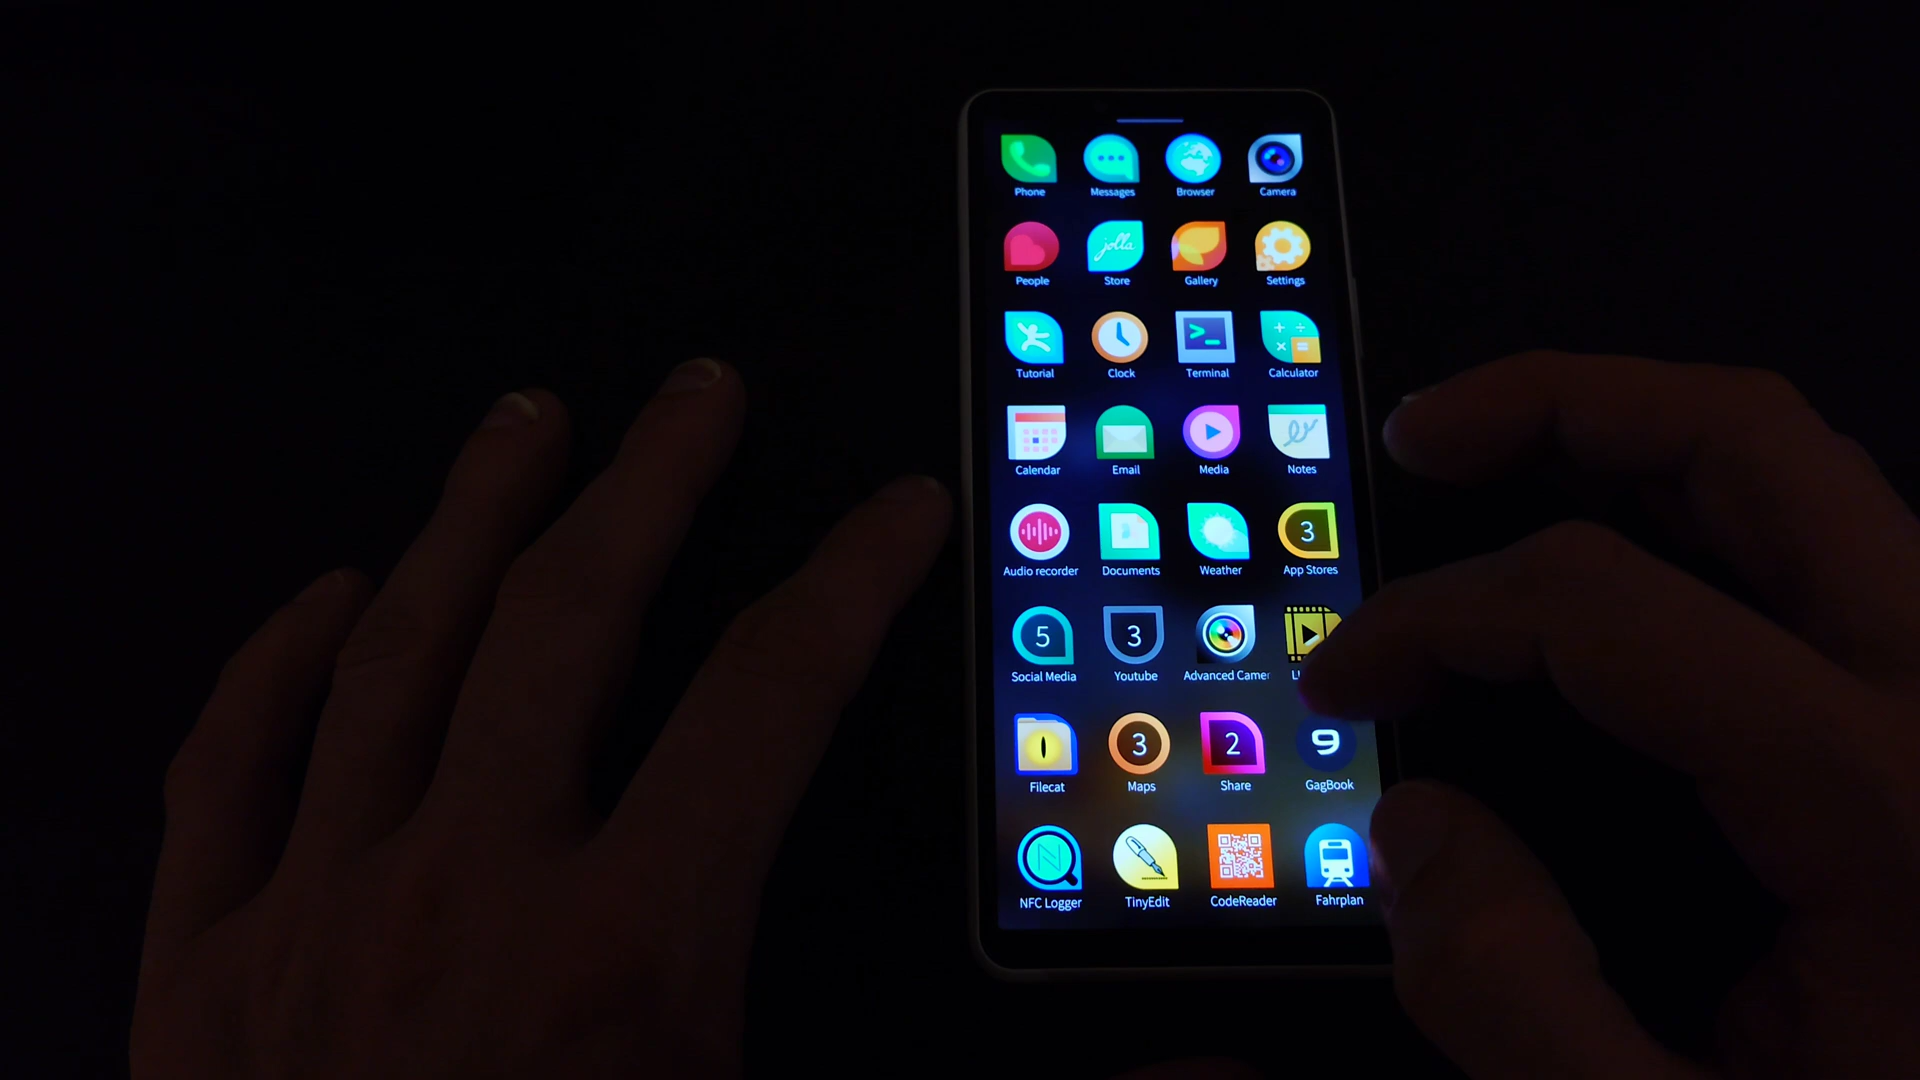 Phone Messages Browser Camera
jolla
People Store Gallery Settings
Tutorial Clock Terminal Calculator
Calendar Email Media Notes
3
Audio recorder Documents Weather App Stores
5 3
Social Media Youtube Advanced Camer
3 2 9
Filecat Maps Share GagBook
N
NFC Logger TinyEdit CodeReader Fahrplan